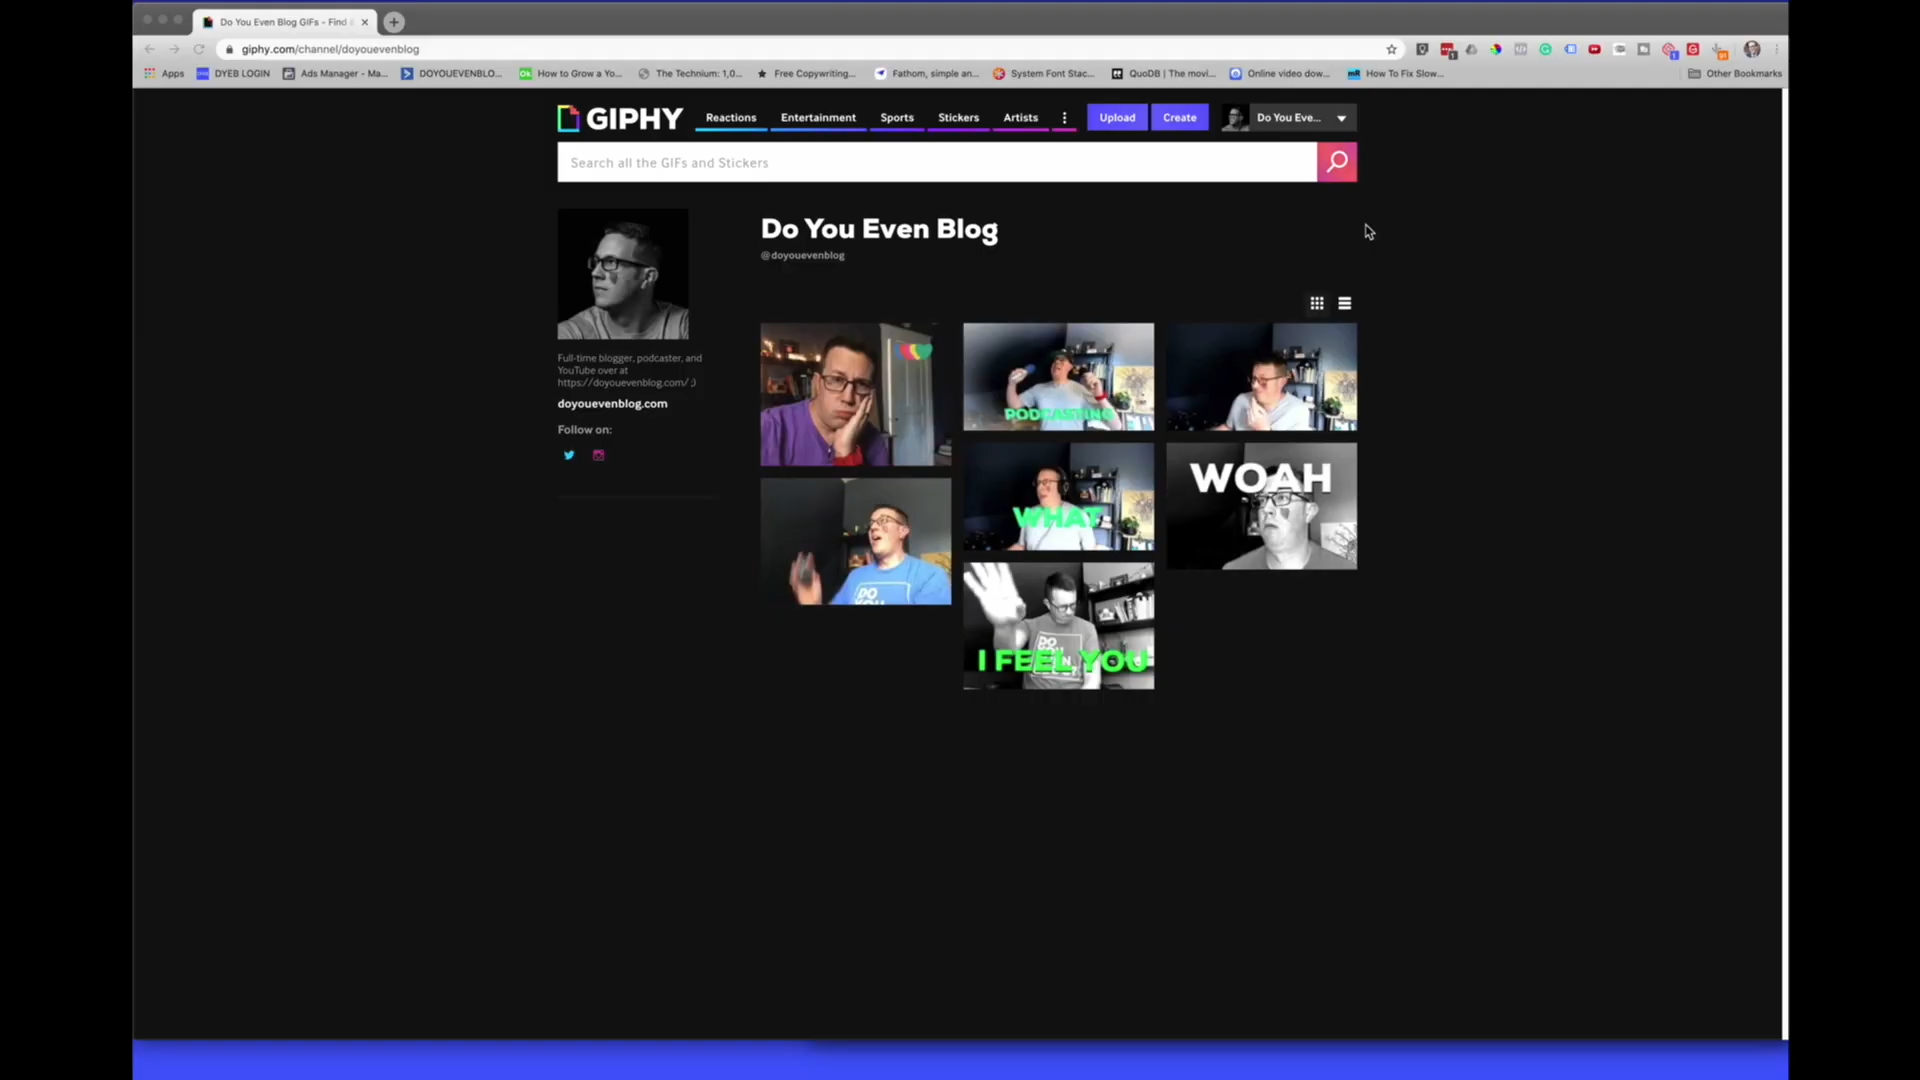 Do You Even Blog GIFs - Find
giphy.com/channel/doyouevenblog
Apps
DYEB LOGIN
Ads Manager - Ma...
DOYOUEVENBLO...
How to Grow a Yo...
The Technium: 1,0...
Free Copywriting...
Fathom, simple an...
System Font Stac...
QuoDB | The movi...
Online video dow...
How To Fix Slow...
Other Bookmarks
GIPHY
Reactions
Entertainment
Sports
Stickers
Artists
Upload
Create
Do You Eve...
Search all the GIFs and Stickers
Do You Even Blog
@doyouevenblog
Full-time blogger, podcaster, and
YouTube over at
https://doyouevenblog.com/ ;)
doyouevenblog.com
Follow on:
PODCASTING
WHAT
WOAH
DO
YOU
DO
I FEEL YOU